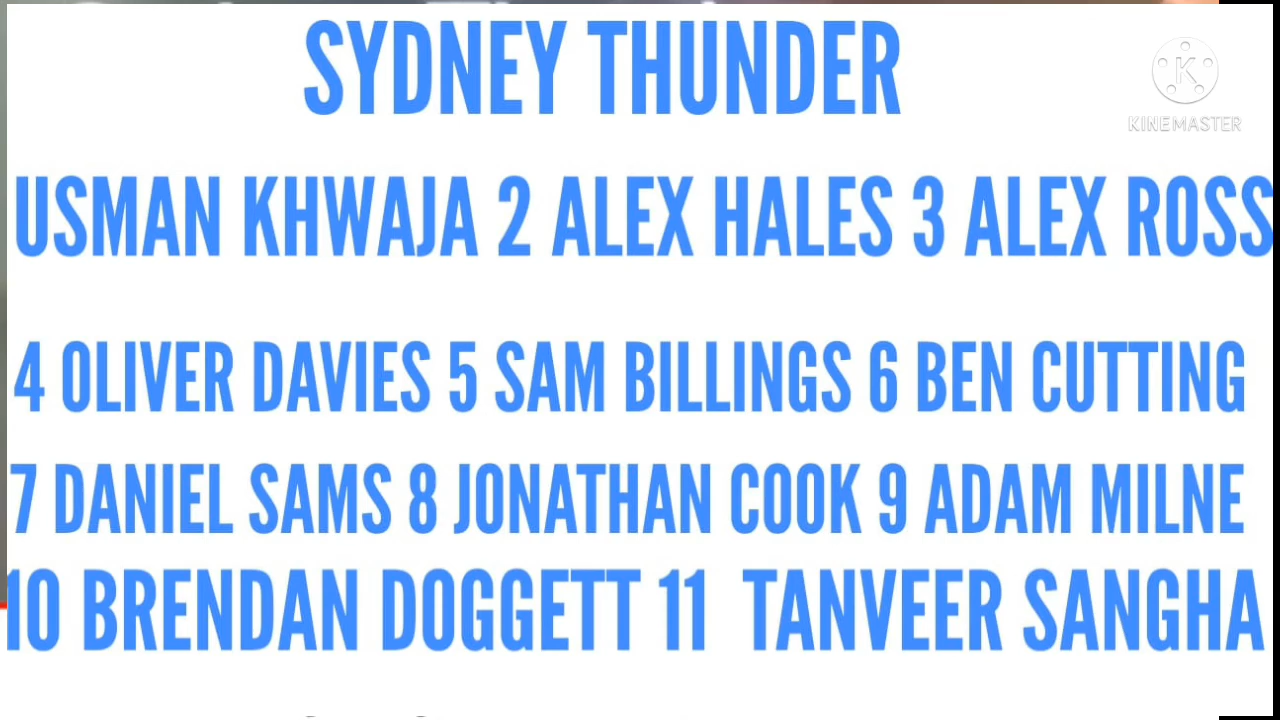 SYDNEY THUNDER
KINEMASTER
USMAN KHWAJA 2 ALEX HALES 3 ALEX ROSS
4 OLIVER DAVIES 5 SAM BILLINGS 6 BEN CUTTING
7 DANIEL SAMS 8 JONATHAN COOK 9 ADAM MILNE
10 BRENDAN DOGGETT 11 TANVEER SANGHA